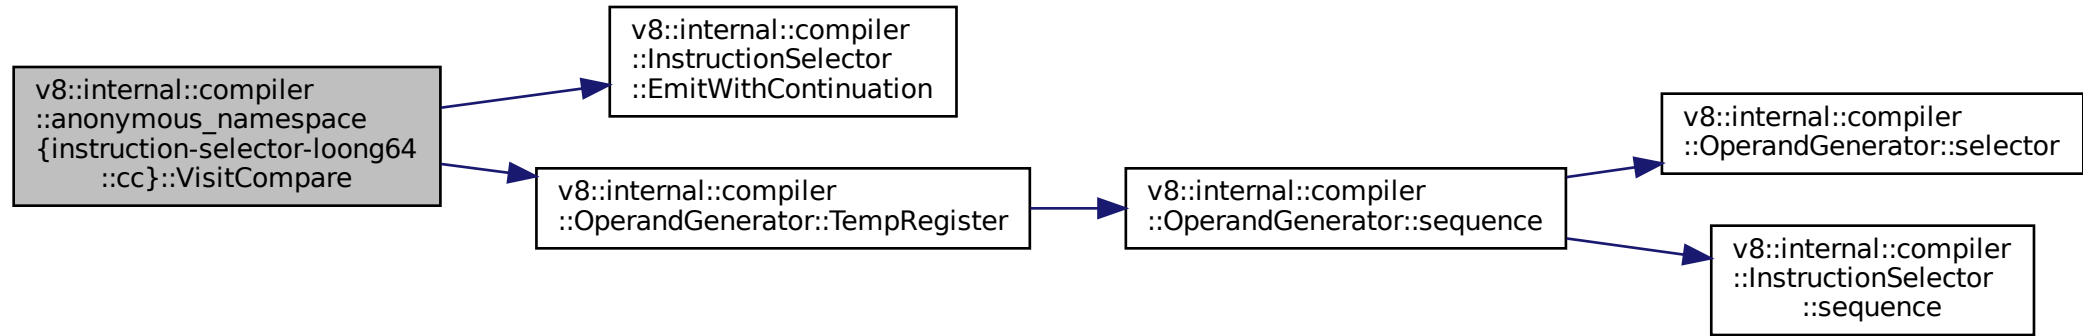 v8::internal::compiler
::anonymous_namespace
{instruction-selector-loong64
::cc}::VisitCompare
v8::internal::compiler
::InstructionSelector
::EmitWithContinuation
v8::internal::compiler
::OperandGenerator::TempRegister
v8::internal::compiler
::OperandGenerator::sequence
v8::internal::compiler
::OperandGenerator::selector
v8::internal::compiler
::InstructionSelector
::sequence